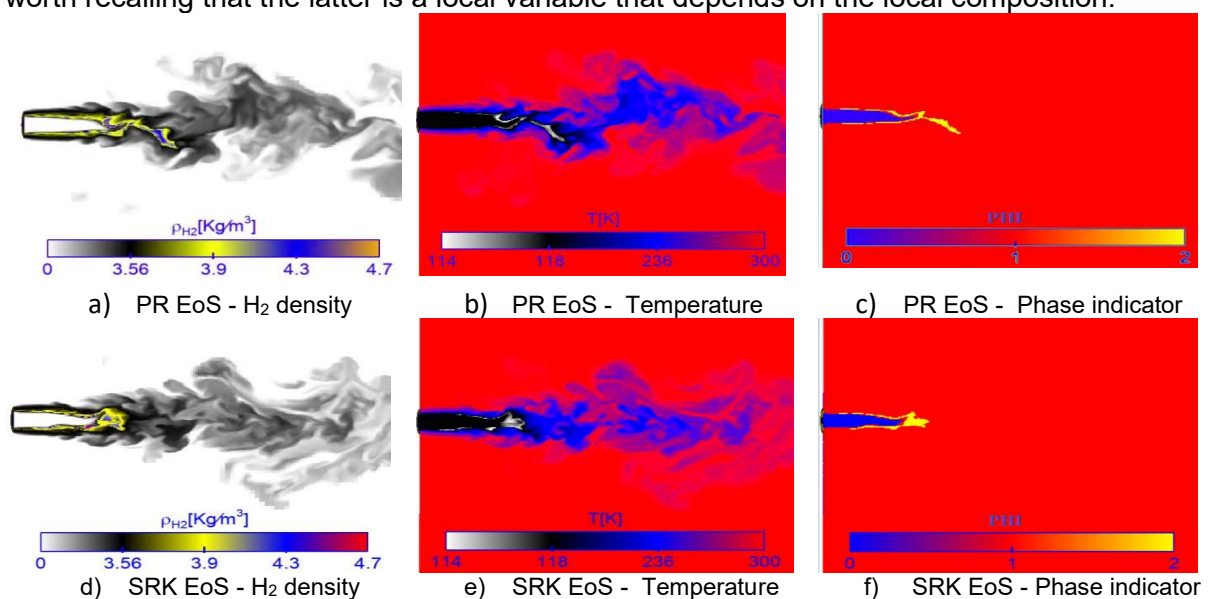 worth recalling that the latter is a local variable that depends on the local composition.
ρH2[Kg/m³]
0 3.56 3.9 4.3 4.7
T[K]
114 118 236 300
PHI
0 1 2
a) PR EoS - H₂ density b) PR EoS - Temperature c) PR EoS - Phase indicator
ρH2[Kg/m³]
0 3.56 3.9 4.3 4.7
T[K]
114 118 236 300
PHI
0 1 2
d) SRK EoS - H₂ density e) SRK EoS - Temperature f) SRK EoS - Phase indicator